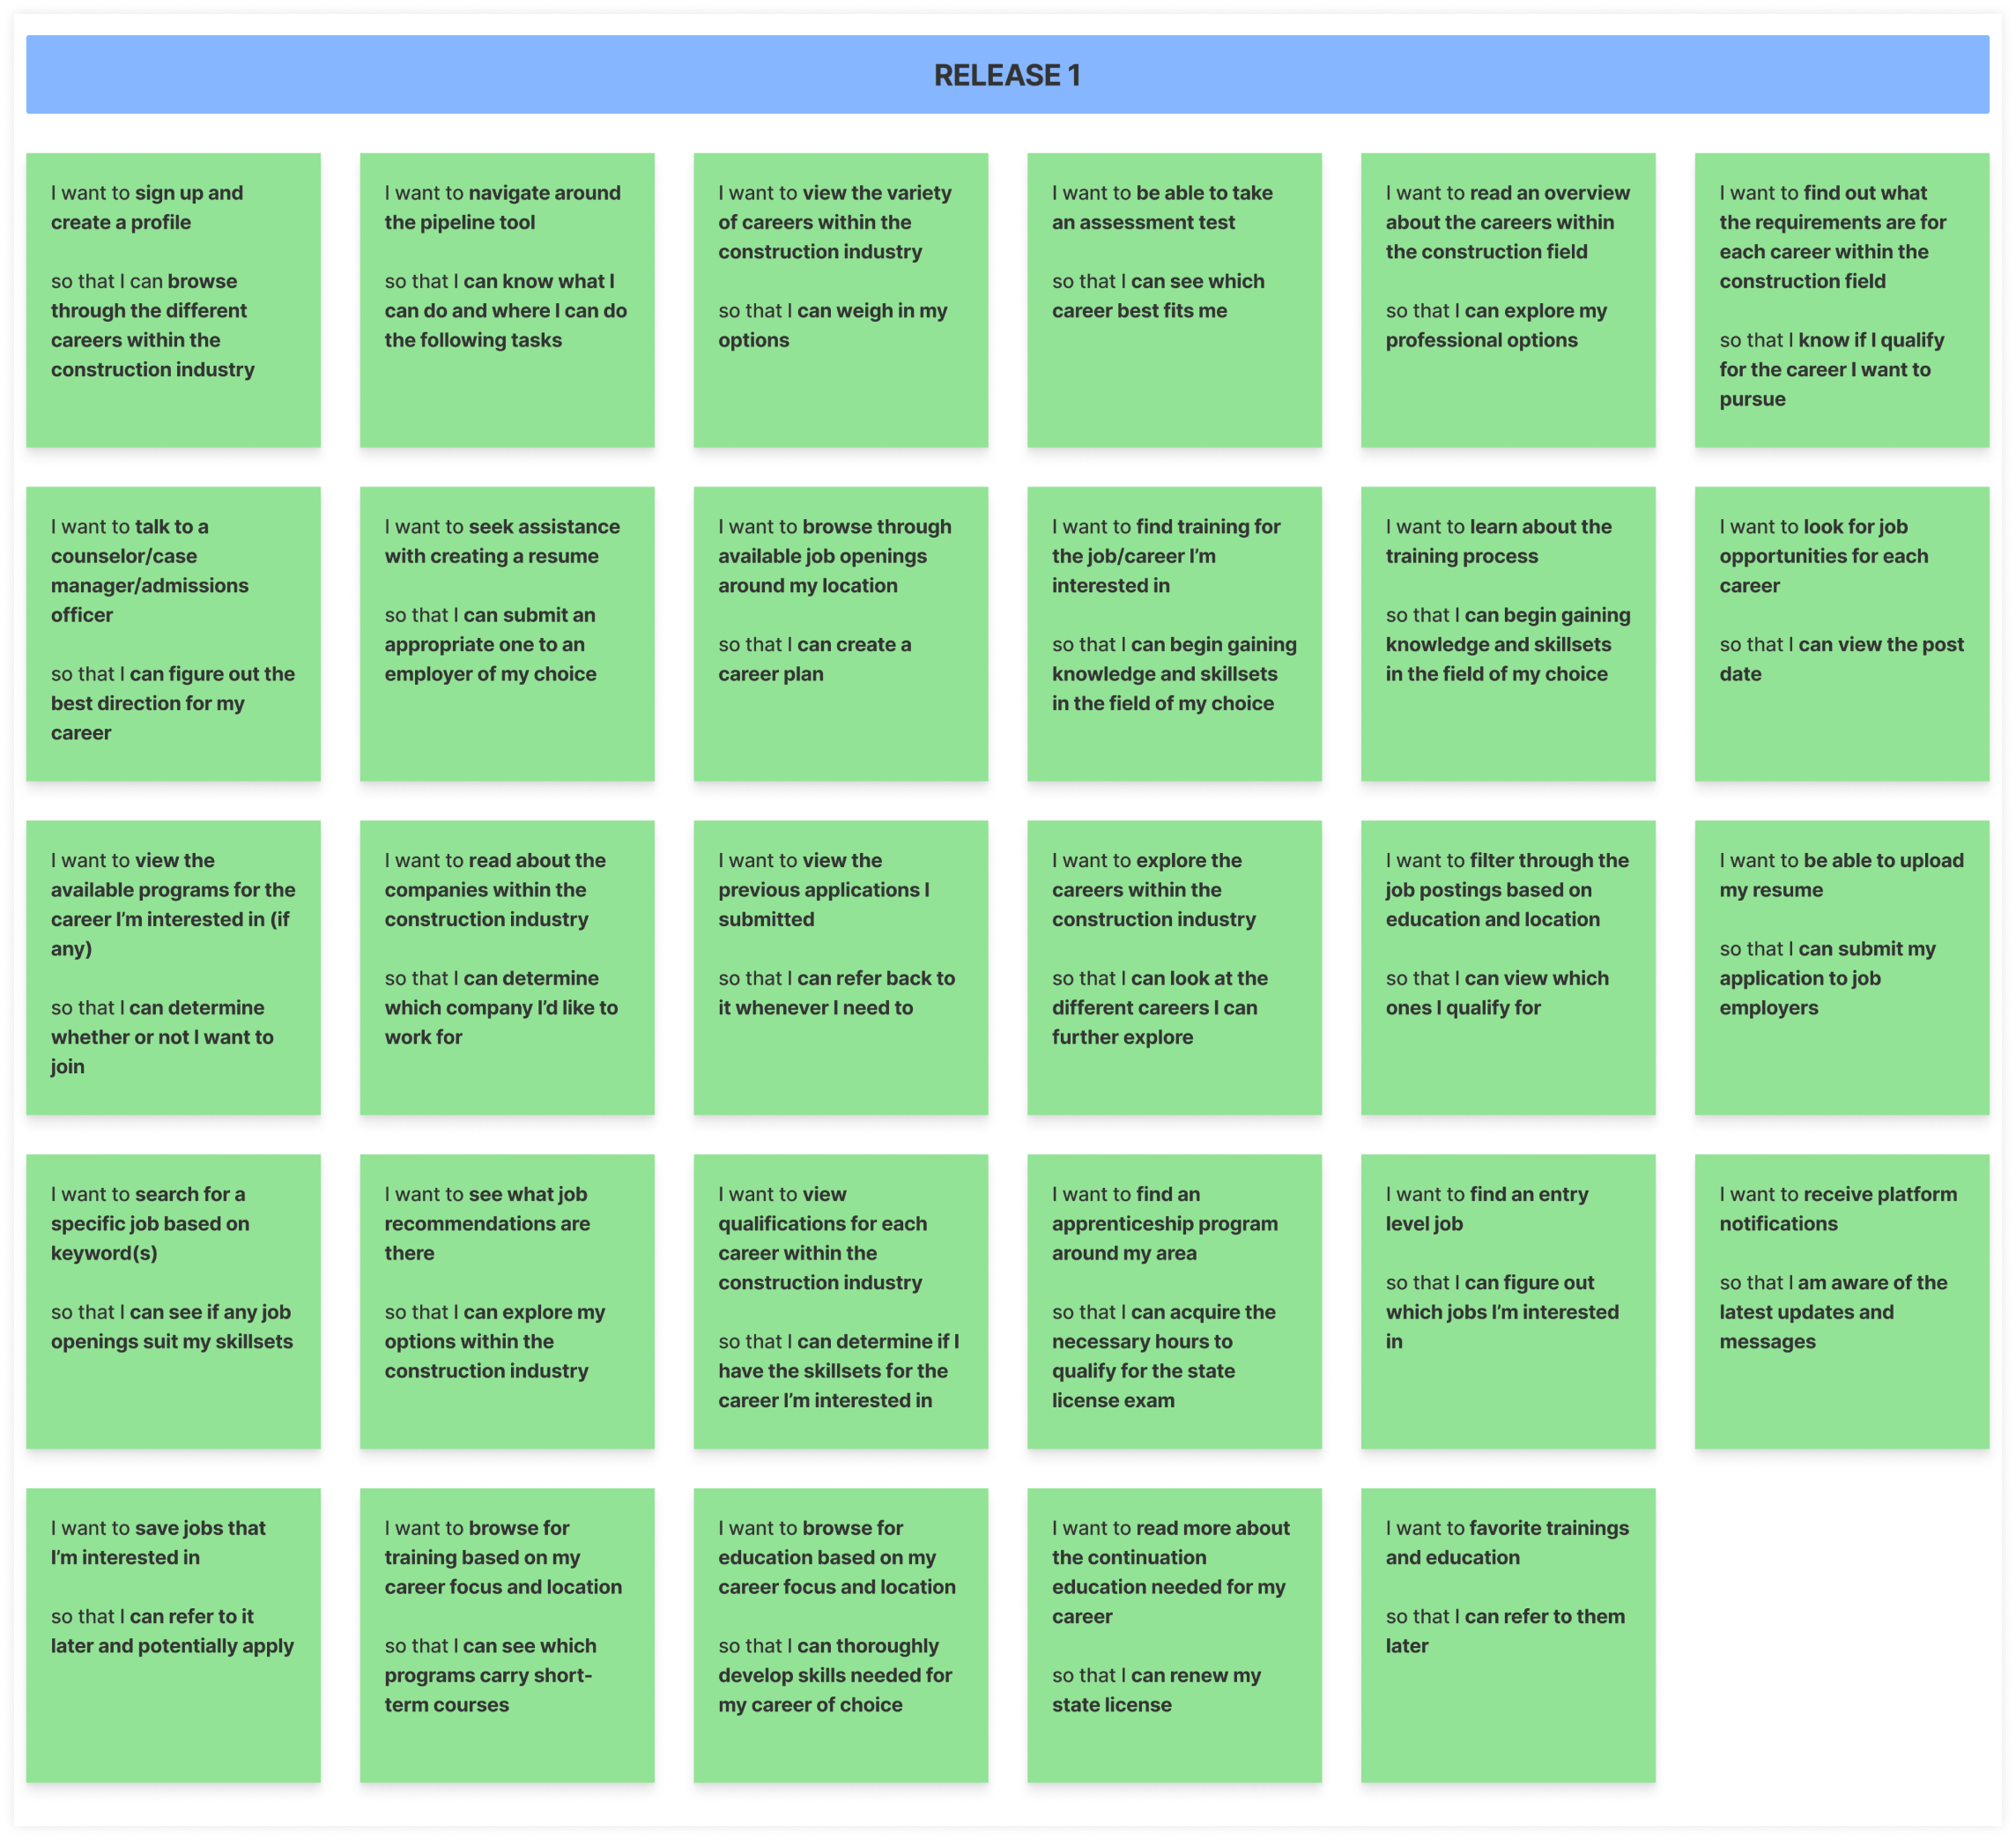 RELEASE 1
I want to sign up and
create a profile
so that I can browse
through the different
careers within the
construction industry
I want to navigate around
the pipeline tool
so that I can know what I
can do and where I can do
the following tasks
I want to view the variety
of careers within the
construction industry
so that I can weigh in my
options
I want to be able to take
an assessment test
so that I can see which
career best fits me
I want to read an overview
about the careers within
the construction field
so that I can explore my
professional options
I want to find out what
the requirements are for
each career within the
construction field
so that I know if I qualify
for the career I want to
pursue
I want to talk to a
counselor/case
manager/admissions
officer
so that I can figure out the
best direction for my
career
I want to seek assistance
with creating a resume
so that I can submit an
appropriate one to an
employer of my choice
I want to browse through
available job openings
around my location
so that I can create a
career plan
I want to find training for
the job/career I’m
interested in
so that I can begin gaining
knowledge and skillsets
in the field of my choice
I want to learn about the
training process
so that I can begin gaining
knowledge and skillsets
in the field of my choice
I want to look for job
opportunities for each
career
so that I can view the post
date
I want to view the
available programs for the
career I’m interested in (if
any)
so that I can determine
whether or not I want to
join
I want to read about the
companies within the
construction industry
so that I can determine
which company I’d like to
work for
I want to view the
previous applications I
submitted
so that I can refer back to
it whenever I need to
I want to explore the
careers within the
construction industry
so that I can look at the
different careers I can
further explore
I want to filter through the
job postings based on
education and location
so that I can view which
ones I qualify for
I want to be able to upload
my resume
so that I can submit my
application to job
employers
I want to search for a
specific job based on
keyword(s)
so that I can see if any job
openings suit my skillsets
I want to see what job
recommendations are
there
so that I can explore my
options within the
construction industry
I want to view
qualifications for each
career within the
construction industry
so that I can determine if I
have the skillsets for the
career I’m interested in
I want to find an
apprenticeship program
around my area
so that I can acquire the
necessary hours to
qualify for the state
license exam
I want to find an entry
level job
so that I can figure out
which jobs I’m interested
in
I want to receive platform
notifications
so that I am aware of the
latest updates and
messages
I want to save jobs that
I’m interested in
so that I can refer to it
later and potentially apply
I want to browse for
training based on my
career focus and location
so that I can see which
programs carry short-
term courses
I want to browse for
education based on my
career focus and location
so that I can thoroughly
develop skills needed for
my career of choice
I want to read more about
the continuation
education needed for my
career
so that I can renew my
state license
I want to favorite trainings
and education
so that I can refer to them
later